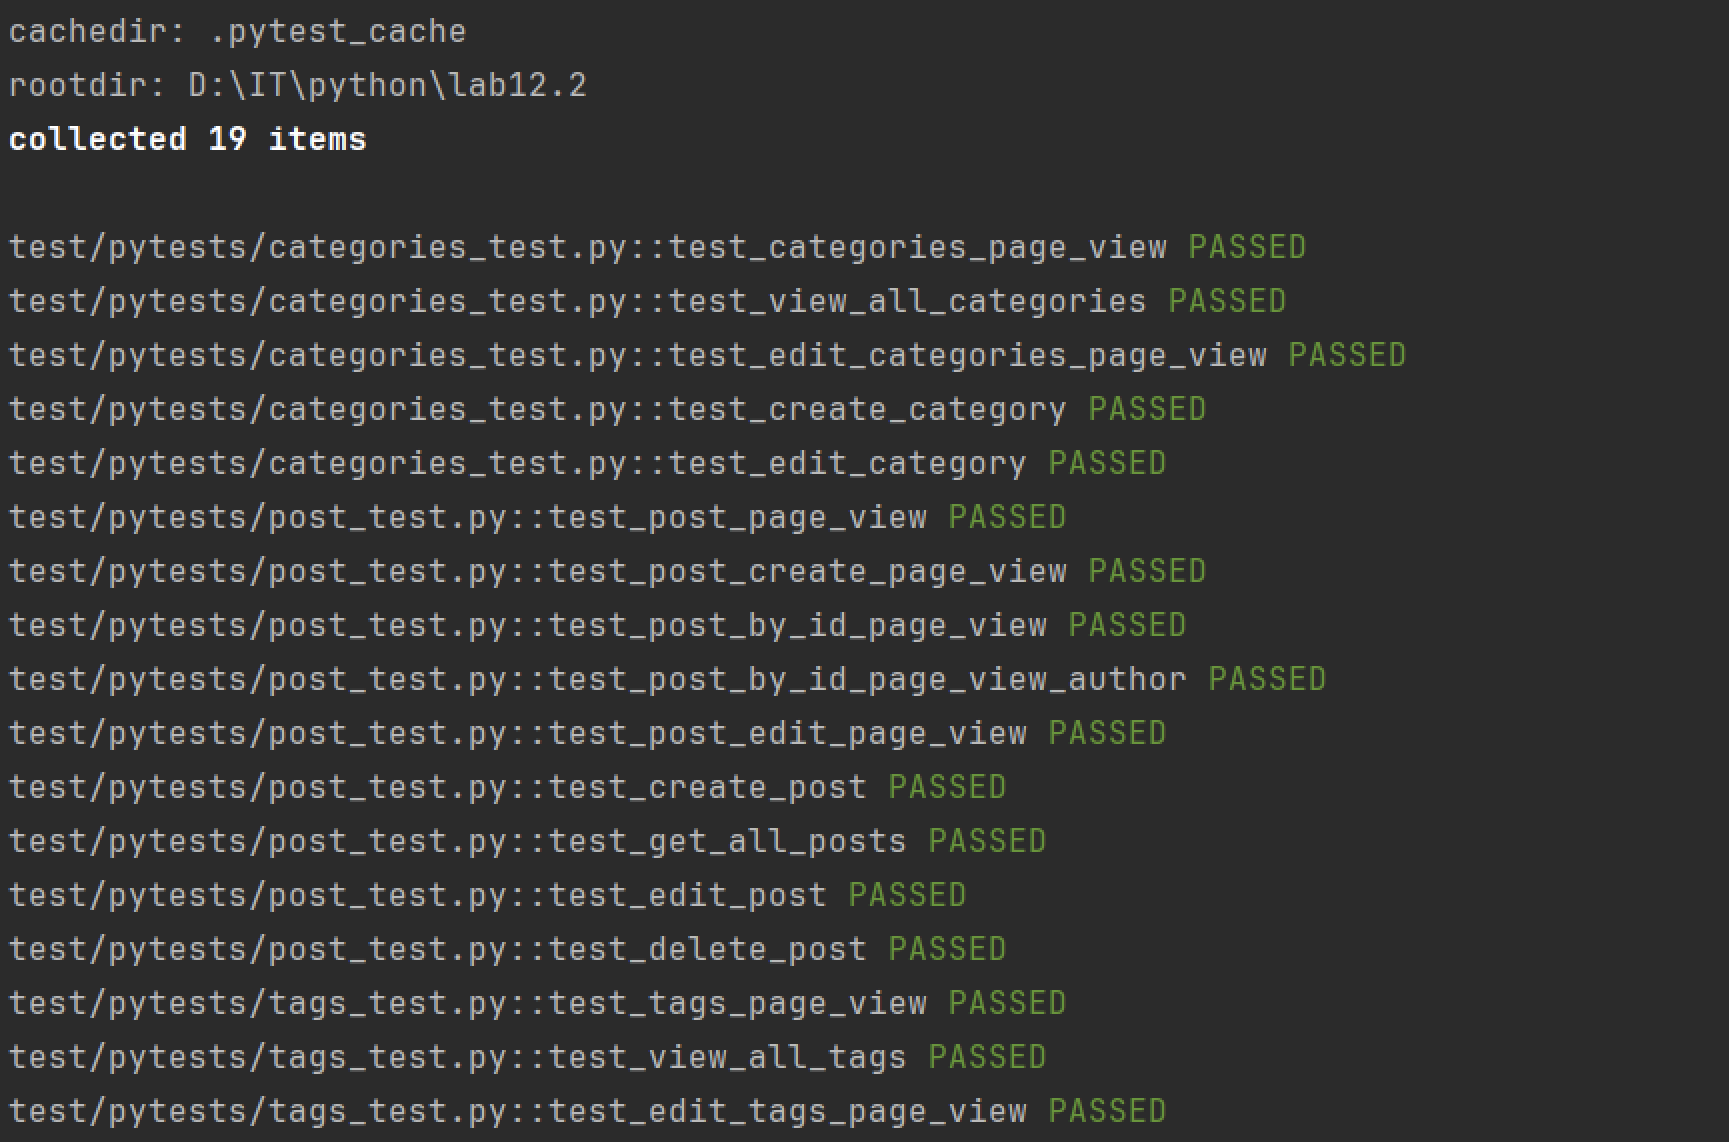 cachedir: .pytest_cache
rootdir: D:\IT\python\lab12.2
collected 19 items
test/pytests/categories_test.py::test_categories_page_view PASSED
test/pytests/categories_test.py::test_view_all_categories PASSED
test/pytests/categories_test.py::test_edit_categories_page_view PASSED
test/pytests/categories_test.py::test_create_category PASSED
test/pytests/categories_test.py::test_edit_category PASSED
test/pytests/post_test.py::test_post_page_view PASSED
test/pytests/post_test.py::test_post_create_page_view PASSED
test/pytests/post_test.py::test_post_by_id_page_view PASSED
test/pytests/post_test.py::test_post_by_id_page_view_author PASSED
test/pytests/post_test.py::test_post_edit_page_view PASSED
test/pytests/post_test.py::test_create_post PASSED
test/pytests/post_test.py::test_get_all_posts PASSED
test/pytests/post_test.py::test_edit_post PASSED
test/pytests/post_test.py::test_delete_post PASSED
test/pytests/tags_test.py::test_tags_page_view PASSED
test/pytests/tags_test.py::test_view_all_tags PASSED
test/pytests/tags_test.py::test_edit_tags_page_view PASSED